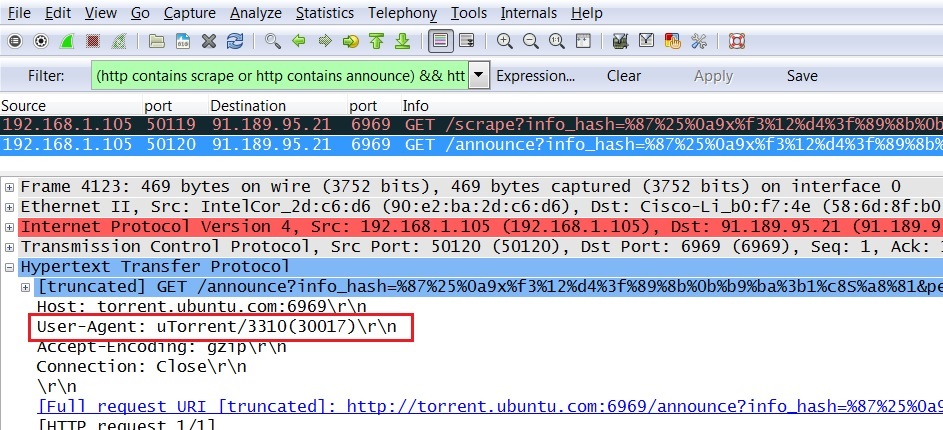 File Edit View Go Capture Analyze Statistics Telephony Tools Internals Help
Filter: (http contains scrape or http contains announce) && htt Expression... Clear Apply Save
Source port Destination port Info
192.168.1.105 50119 91.189.95.21 6969 GET /scrape?info_hash=%87%25%0a9x%f3%12%d4%3f%89%8b%0b
192.168.1.105 50120 91.189.95.21 6969 GET /announce?info_hash=%87%25%0a9x%f3%12%d4%3f%89%8b%
Frame 4123: 469 bytes on wire (3752 bits), 469 bytes captured (3752 bits) on interface 0
Ethernet II, Src: IntelCor_2d:c6:d6 (90:e2:ba:2d:c6:d6), Dst: Cisco-Li_b0:f7:4e (58:6d:8f:b0
Internet Protocol Version 4, Src: 192.168.1.105 (192.168.1.105), Dst: 91.189.95.21 (91.189.9
Transmission Control Protocol, Src Port: 50120 (50120), Dst Port: 6969 (6969), Seq: 1, Ack:
Hypertext Transfer Protocol
[truncated] GET /announce?info_hash=%87%25%0a9x%f3%12%d4%3f%89%8b%0b%b9%ba%3b1%c8S%a8%81&pe
Host: torrent.ubuntu.com:6969\r\n
User-Agent: uTorrent/3310(30017)\r\n
Accept-Encoding: gzip\r\n
Connection: Close\r\n
\r\n
[Full request URI [truncated]: http://torrent.ubuntu.com:6969/announce?info_hash=%87%25%0a9
[HTTP request 1/1]